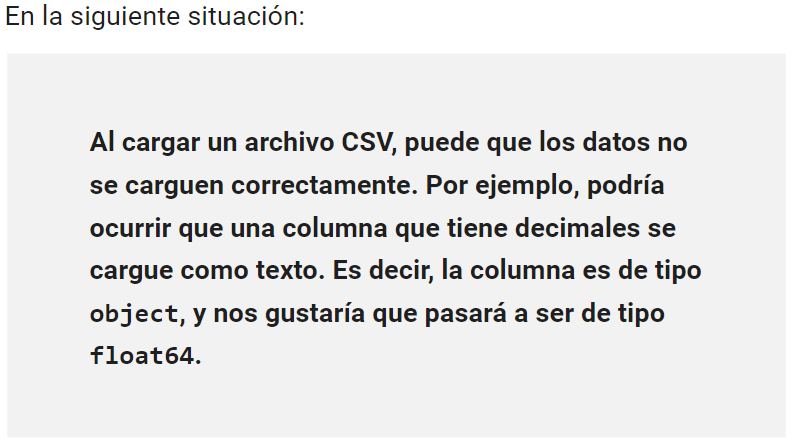 En la siguiente situación:
Al cargar un archivo CSV, puede que los datos no
se carguen correctamente. Por ejemplo, podría
ocurrir que una columna que tiene decimales se
cargue como texto. Es decir, la columna es de tipo
object, y nos gustaría que pasará a ser de tipo
float64.